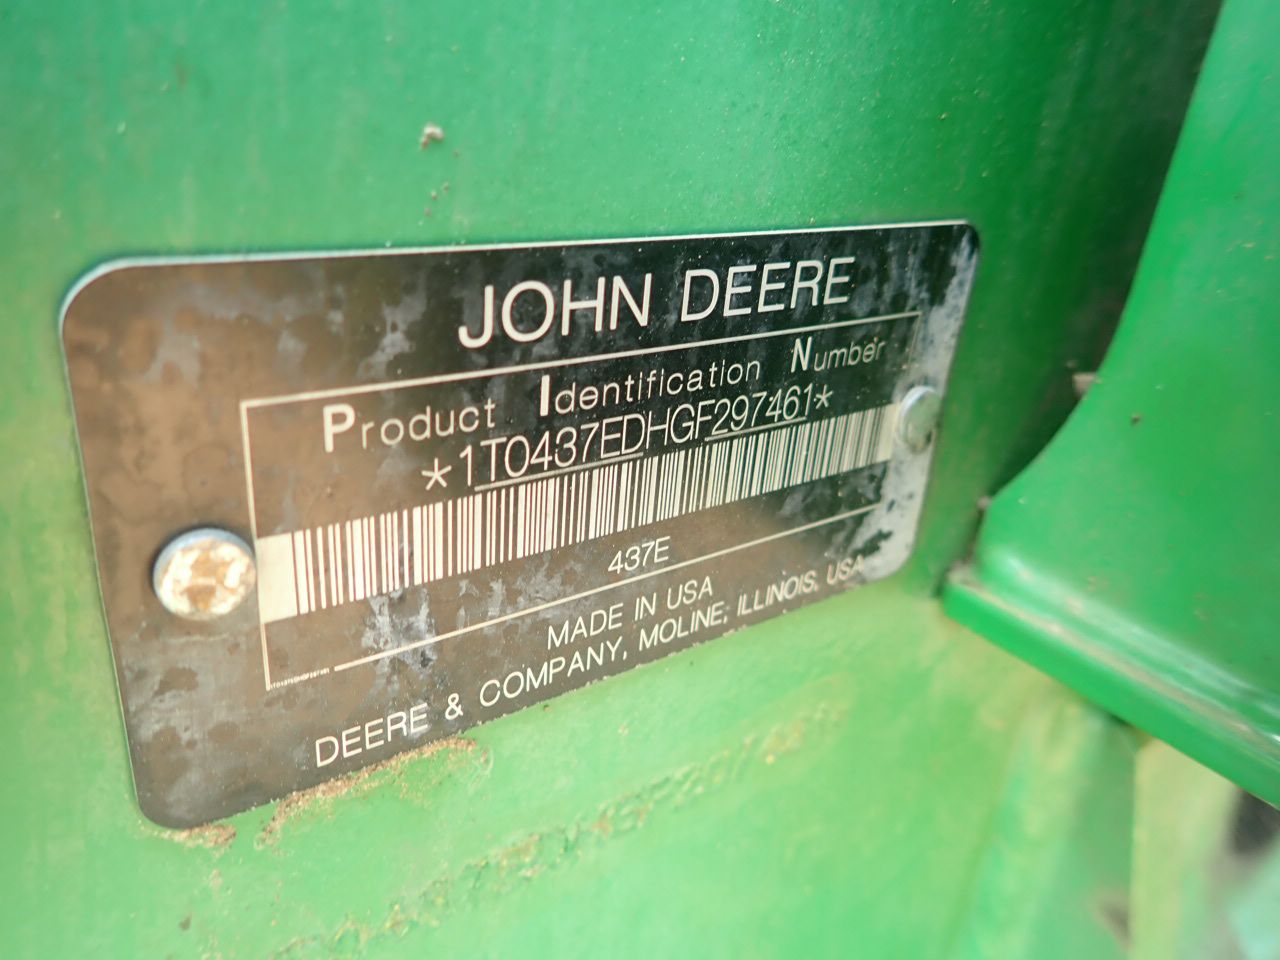 JOHN DEERE
Product Identification Number
*1T0437EDHGF297461*
437E
MADE IN USA
DEERE & COMPANY, MOLINE, ILLINOIS, USA